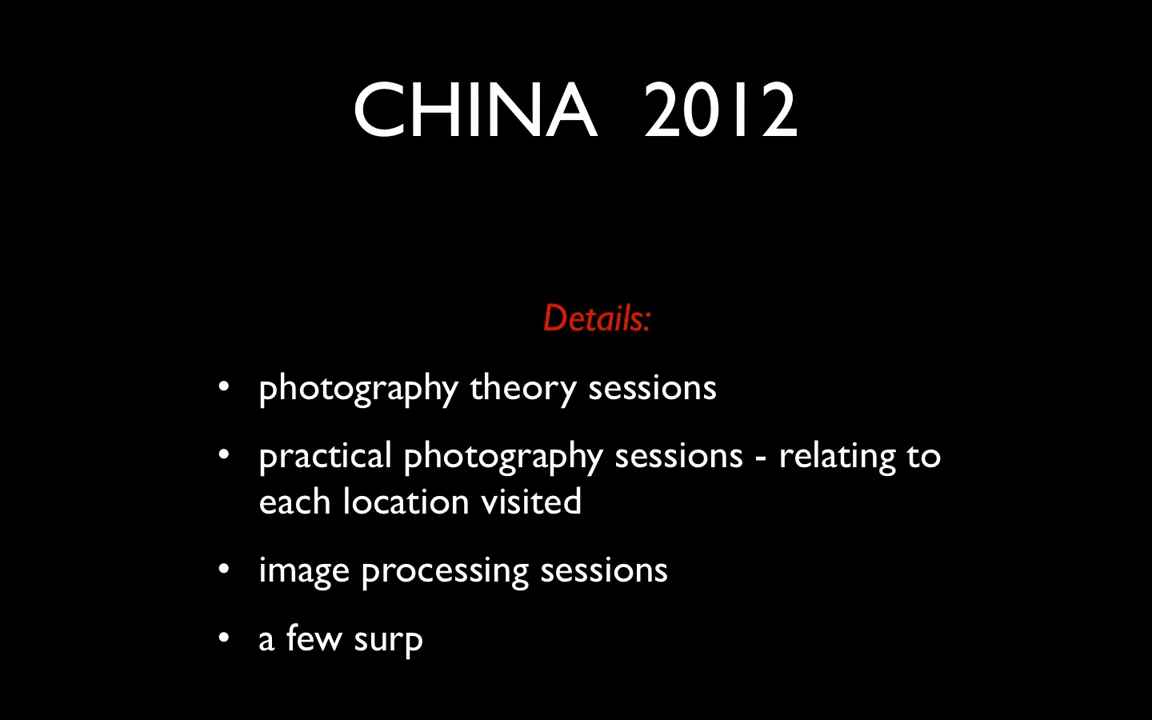 CHINA 2012
Details:
• photography theory sessions
• practical photography sessions - relating to
each location visited
• image processing sessions
• a few surp